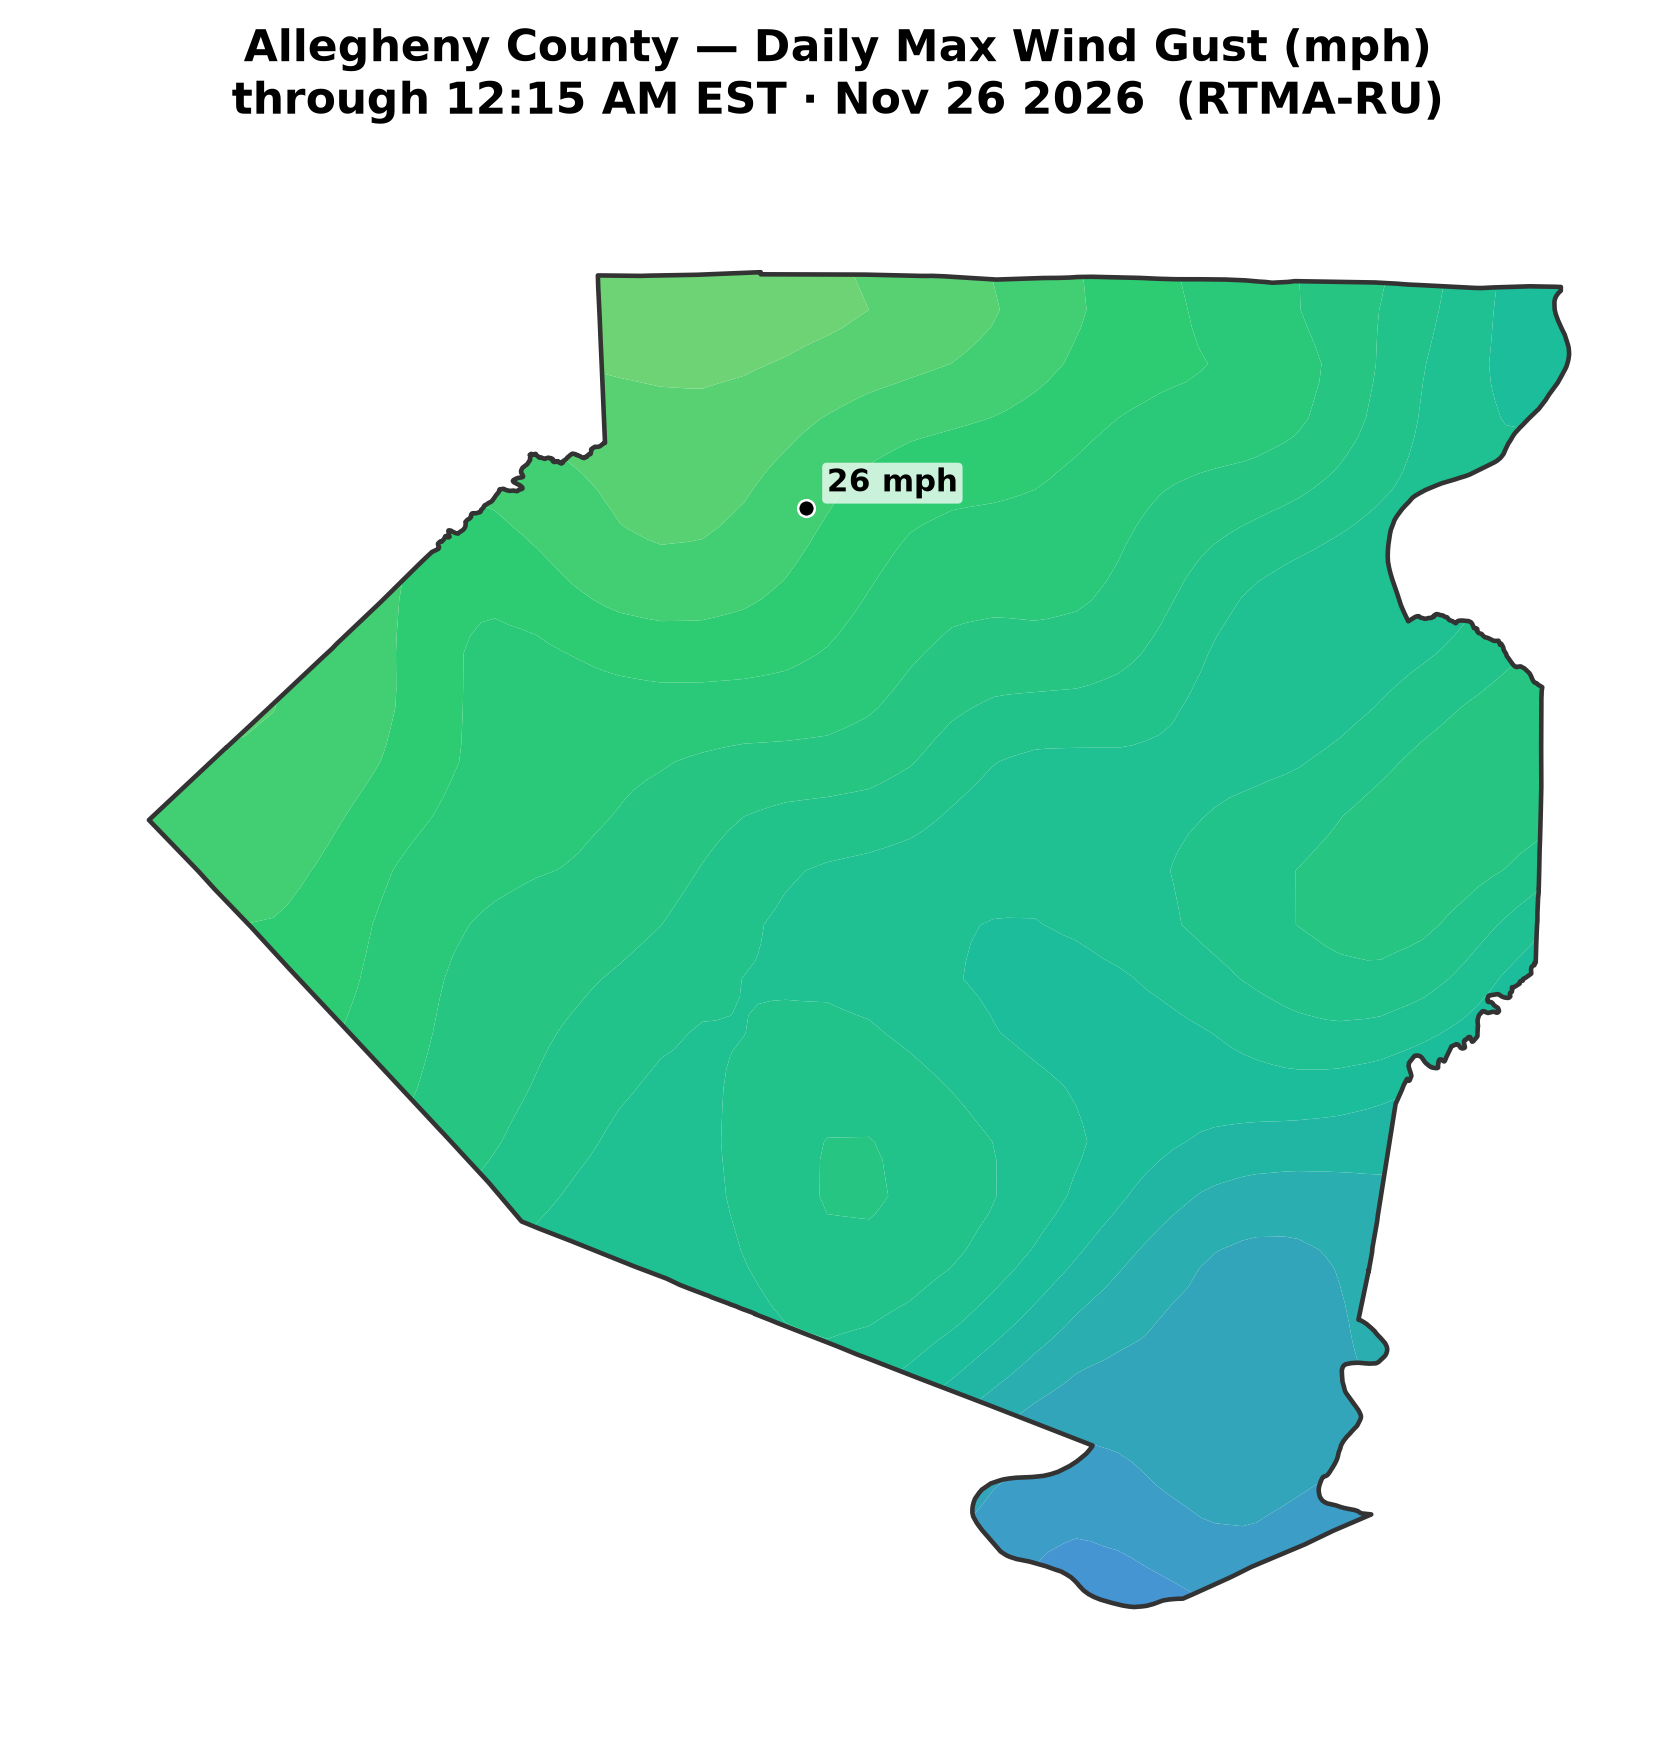 Allegheny County — Daily Max Wind Gust (mph)
through 12:15 AM EST · Nov 26 2026 (RTMA-RU)
26 mph